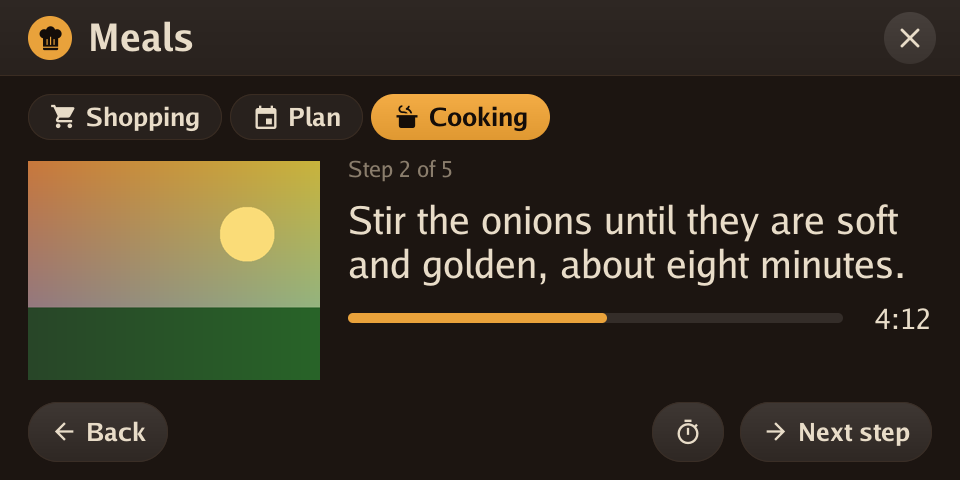 Meals
Shopping
Plan
Cooking
Step 2 of 5
Stir the onions until they are soft
and golden, about eight minutes.
4:12
Back
Next step